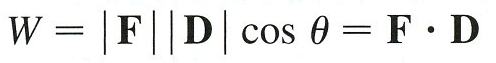 W = |F||D| cos θ = F · D